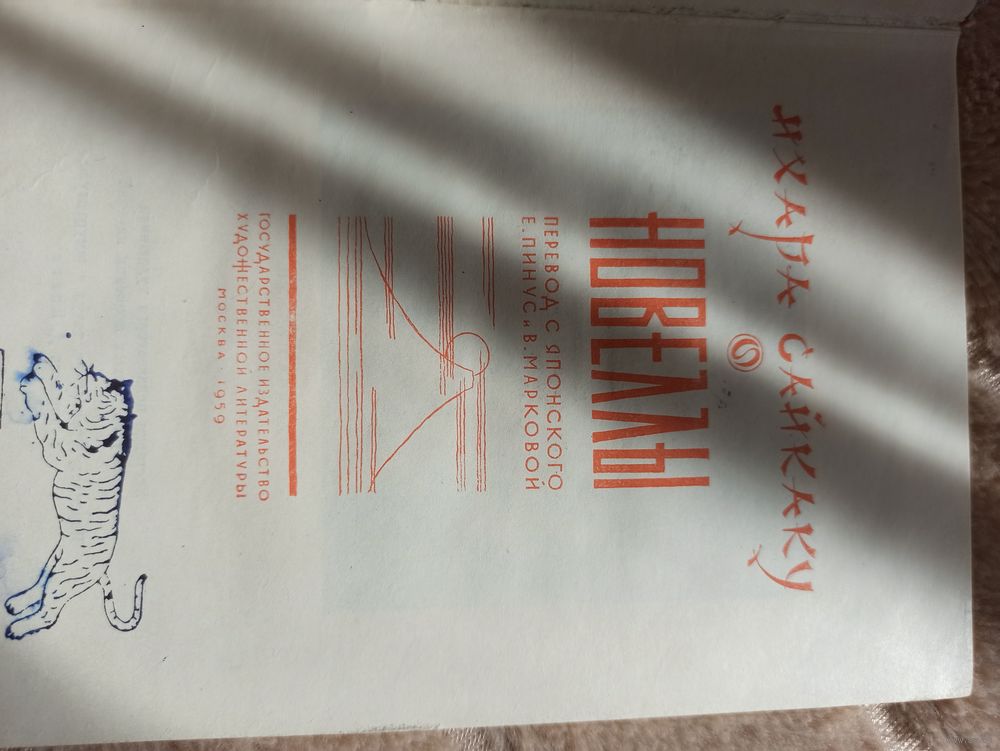 ИХАРА САЙКАКУ
НОВЕЛЛЫ
ПЕРЕВОД С ЯПОНСКОГО
Е. ПИНУС и В. МАРКОВОЙ
ГОСУДАРСТВЕННОЕ ИЗДАТЕЛЬСТВО
ХУДОЖЕСТВЕННОЙ ЛИТЕРАТУРЫ
МОСКВА · 1959